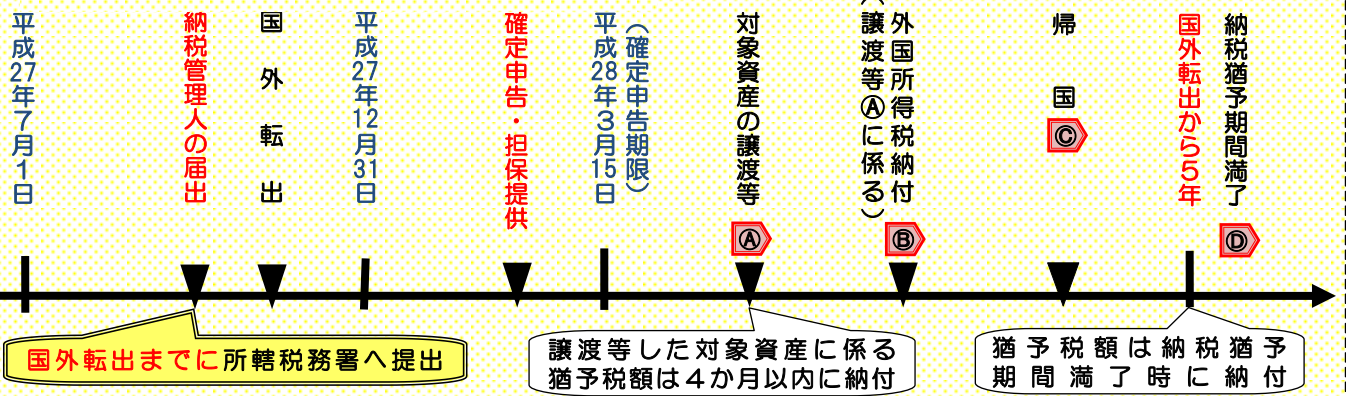 平成27年7月1日
納税管理人の届出
国外転出
平成27年12月31日
確定申告・担保提供
平成28年3月15日
（確定申告期限）
対象資産の譲渡等
Ⓐ
外国所得税納付
（譲渡等Ⓐに係る）
Ⓑ
帰国
Ⓒ
国外転出から5年
納税猶予期間満了
Ⓓ
国外転出までに所轄税務署へ提出
譲渡等した対象資産に係る
猶予税額は4か月以内に納付
猶予税額は納税猶予
期間満了時に納付